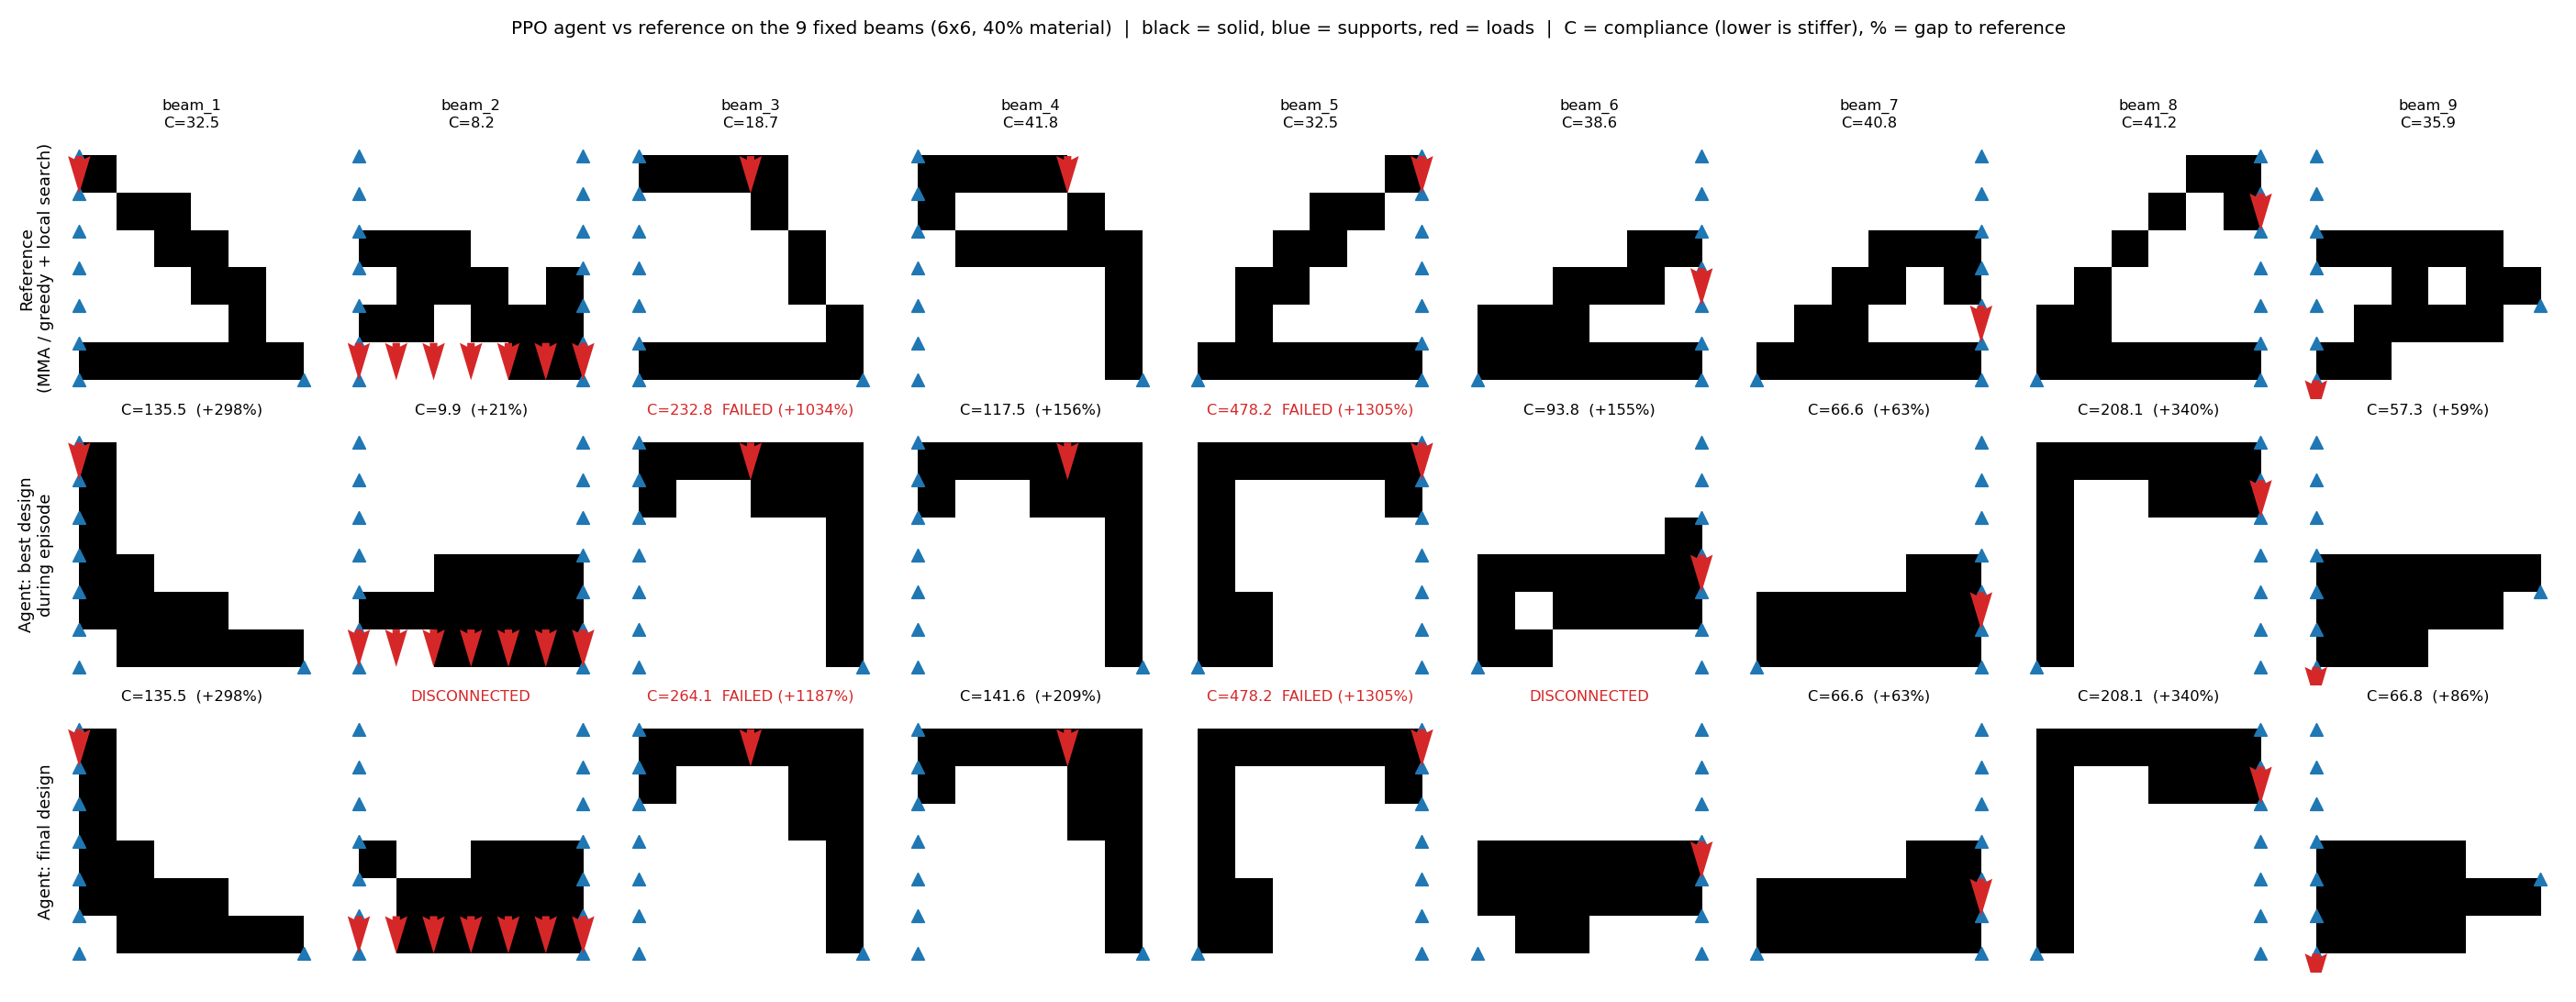 PPO agent vs reference on the 9 fixed beams (6x6, 40% material) | black = solid, blue = supports, red = loads | C = compliance (lower is stiffer), % = gap to reference
beam_1
C=32.5
beam_2
C=8.2
beam_3
C=18.7
beam_4
C=41.8
beam_5
C=32.5
beam_6
C=38.6
beam_7
C=40.8
beam_8
C=41.2
beam_9
C=35.9
Reference
(MMA / greedy + local search)
C=135.5 (+298%)
C=9.9 (+21%)
C=232.8 FAILED (+1034%)
C=117.5 (+156%)
C=478.2 FAILED (+1305%)
C=93.8 (+155%)
C=66.6 (+63%)
C=208.1 (+340%)
C=57.3 (+59%)
Agent: best design
during episode
C=135.5 (+298%)
DISCONNECTED
C=264.1 FAILED (+1187%)
C=141.6 (+209%)
C=478.2 FAILED (+1305%)
DISCONNECTED
C=66.6 (+63%)
C=208.1 (+340%)
C=66.8 (+86%)
Agent: final design